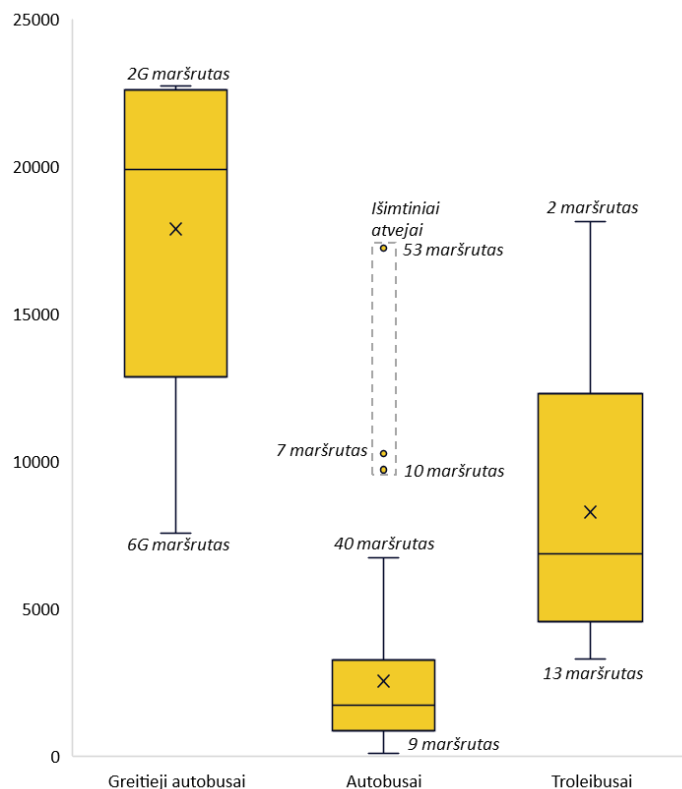 25000
2G maršrutas
20000
Išimtiniai
atvejai
2 maršrutas
53 maršrutas
15000
7 maršrutas
10000
10 maršrutas
6G maršrutas
40 maršrutas
5000
13 maršrutas
9 maršrutas
0
Greitieji autobusai
Autobusai
Troleibusai